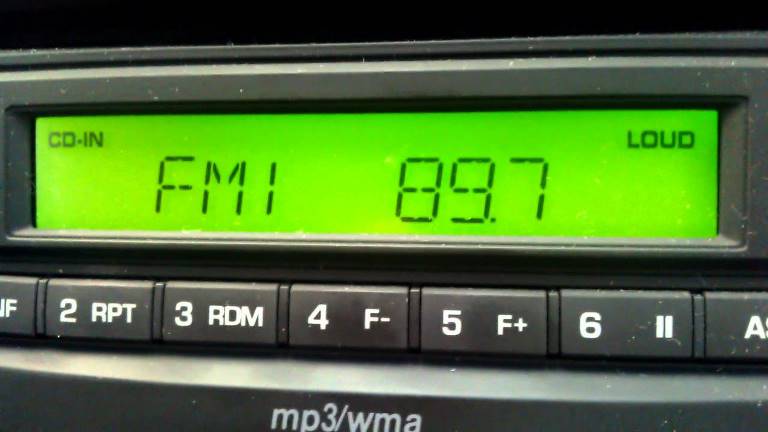 CD-IN LOUD
FM1 89.7
2 RPT 3 RDM 4 F- 5 F+ 6 II
mp3/wma